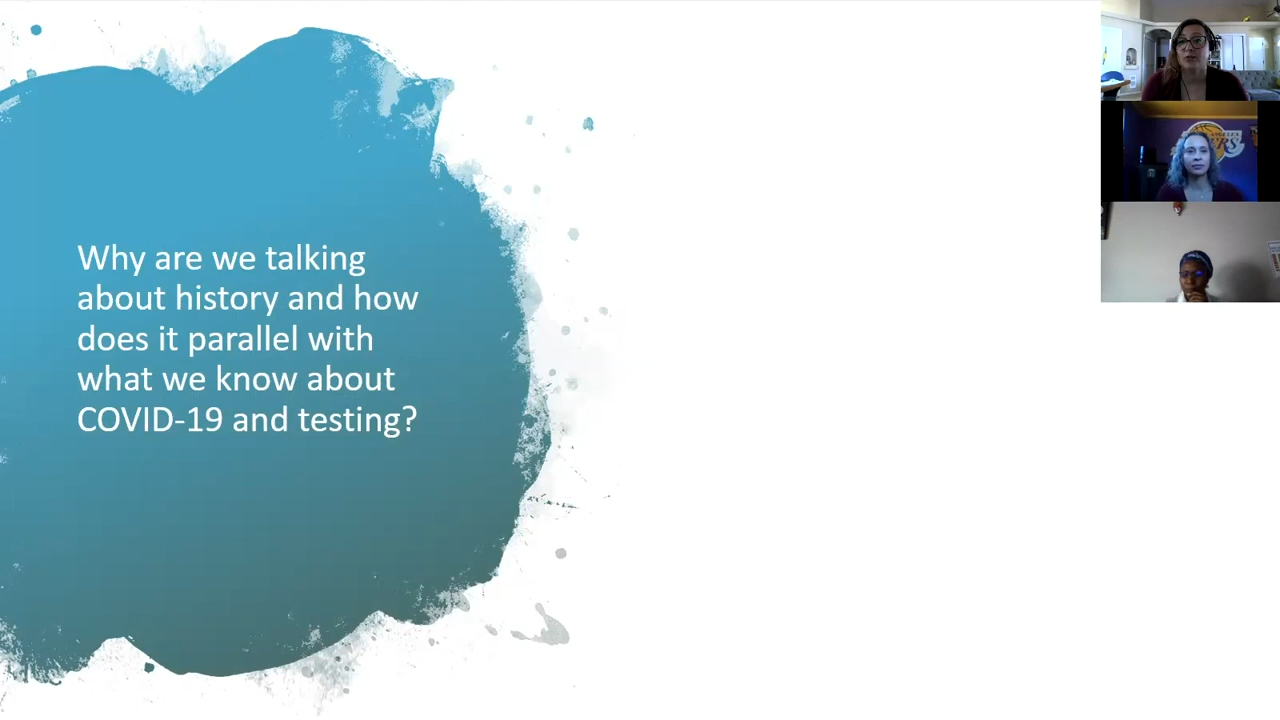 Why are we talking
about history and how
does it parallel with
what we know about
COVID-19 and testing?